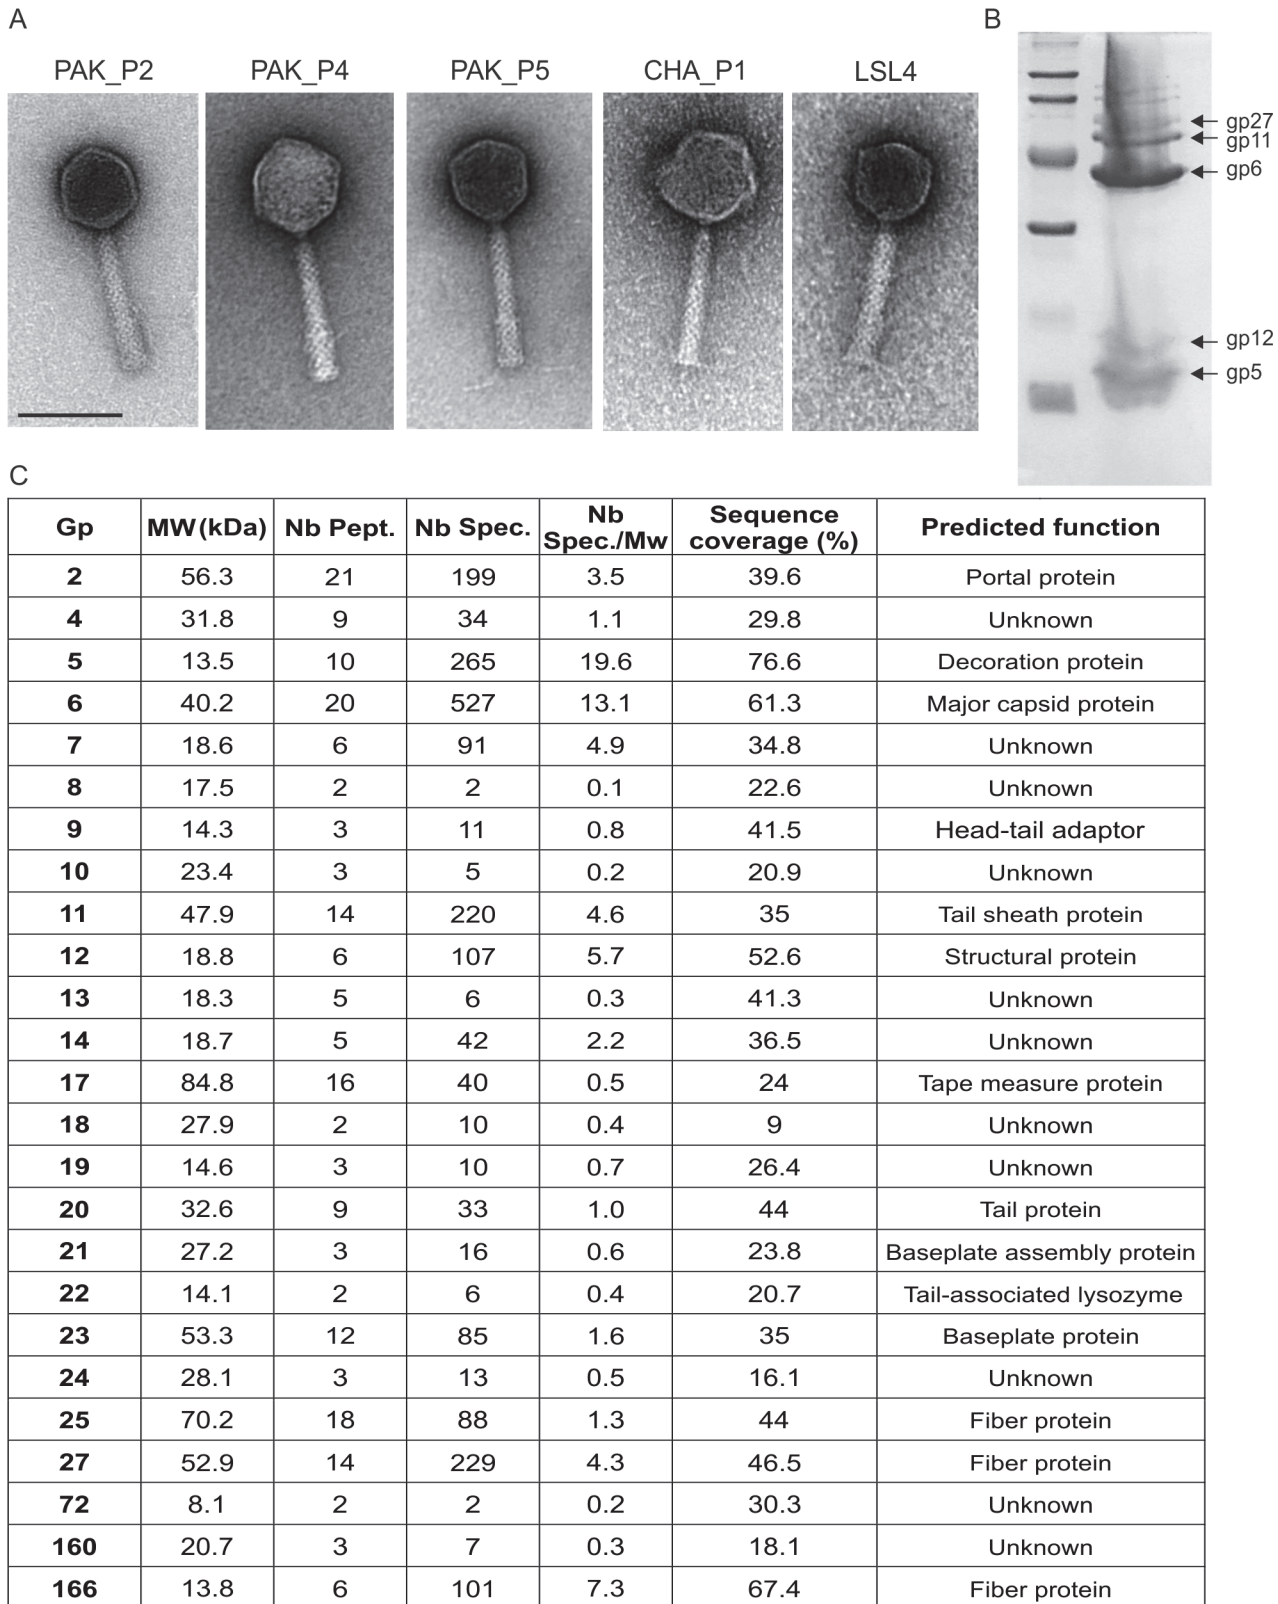 A
B
PAK_P2 PAK_P4 PAK_P5 CHA_P1 LSL4
gp27
gp11
gp6
gp12
gp5
C
Gp MW(kDa) Nb Pept. Nb Spec. Nb Spec./Mw Sequence coverage (%) Predicted function
2 56.3 21 199 3.5 39.6 Portal protein
4 31.8 9 34 1.1 29.8 Unknown
5 13.5 10 265 19.6 76.6 Decoration protein
6 40.2 20 527 13.1 61.3 Major capsid protein
7 18.6 6 91 4.9 34.8 Unknown
8 17.5 2 2 0.1 22.6 Unknown
9 14.3 3 11 0.8 41.5 Head-tail adaptor
10 23.4 3 5 0.2 20.9 Unknown
11 47.9 14 220 4.6 35 Tail sheath protein
12 18.8 6 107 5.7 52.6 Structural protein
13 18.3 5 6 0.3 41.3 Unknown
14 18.7 5 42 2.2 36.5 Unknown
17 84.8 16 40 0.5 24 Tape measure protein
18 27.9 2 10 0.4 9 Unknown
19 14.6 3 10 0.7 26.4 Unknown
20 32.6 9 33 1.0 44 Tail protein
21 27.2 3 16 0.6 23.8 Baseplate assembly protein
22 14.1 2 6 0.4 20.7 Tail-associated lysozyme
23 53.3 12 85 1.6 35 Baseplate protein
24 28.1 3 13 0.5 16.1 Unknown
25 70.2 18 88 1.3 44 Fiber protein
27 52.9 14 229 4.3 46.5 Fiber protein
72 8.1 2 2 0.2 30.3 Unknown
160 20.7 3 7 0.3 18.1 Unknown
166 13.8 6 101 7.3 67.4 Fiber protein